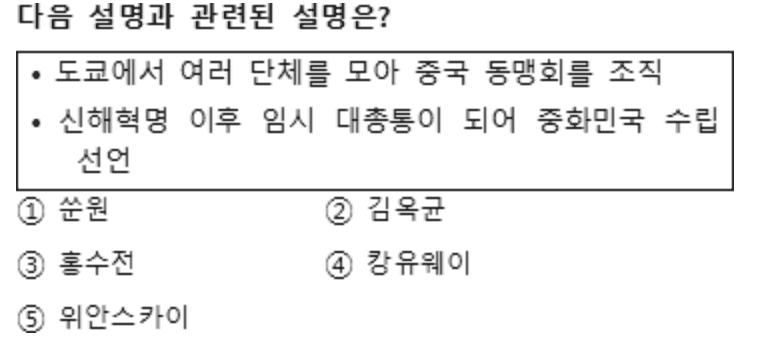 다음 설명과 관련된 설명은?
• 도쿄에서 여러 단체를 모아 중국 동맹회를 조직
• 신해혁명 이후 임시 대총통이 되어 중화민국 수립
선언
① 쑨원 ② 김옥균
③ 홍수전 ④ 캉유웨이
⑤ 위안스카이